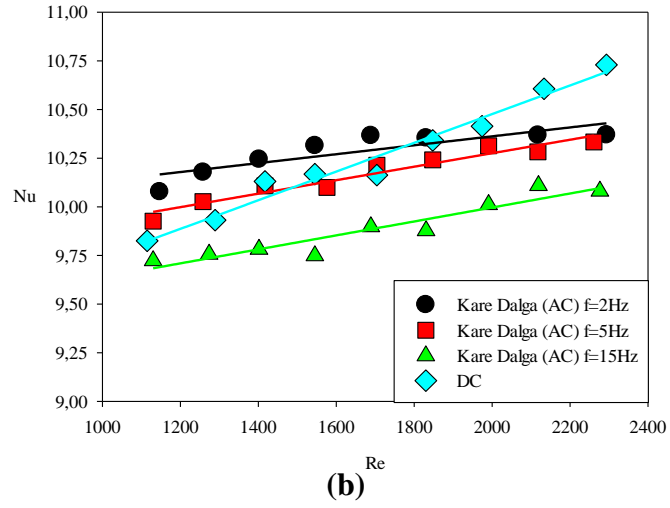 11,00
10,75
10,50
10,25
Nu
10,00
9,75
9,50
9,25
9,00
Kare Dalga (AC) f=2Hz
Kare Dalga (AC) f=5Hz
Kare Dalga (AC) f=15Hz
DC
1000 1200 1400 1600 1800 2000 2200 2400
Re
(b)